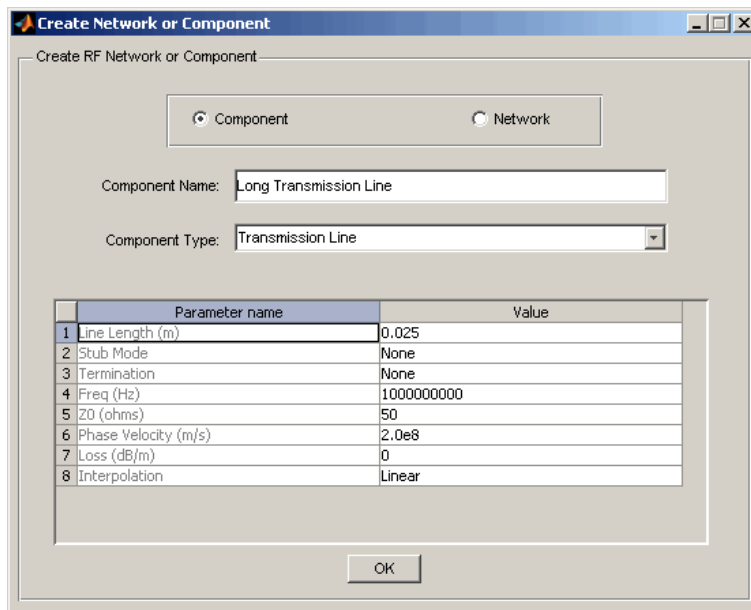 Create Network or Component
Create RF Network or Component
Component Network
Component Name: Long Transmission Line
Component Type: Transmission Line
Parameter name Value
1 Line Length (m) 0.025
2 Stub Mode None
3 Termination None
4 Freq (Hz) 1000000000
5 Z0 (ohms) 50
6 Phase Velocity (m/s) 2.0e8
7 Loss (dB/m) 0
8 Interpolation Linear
OK